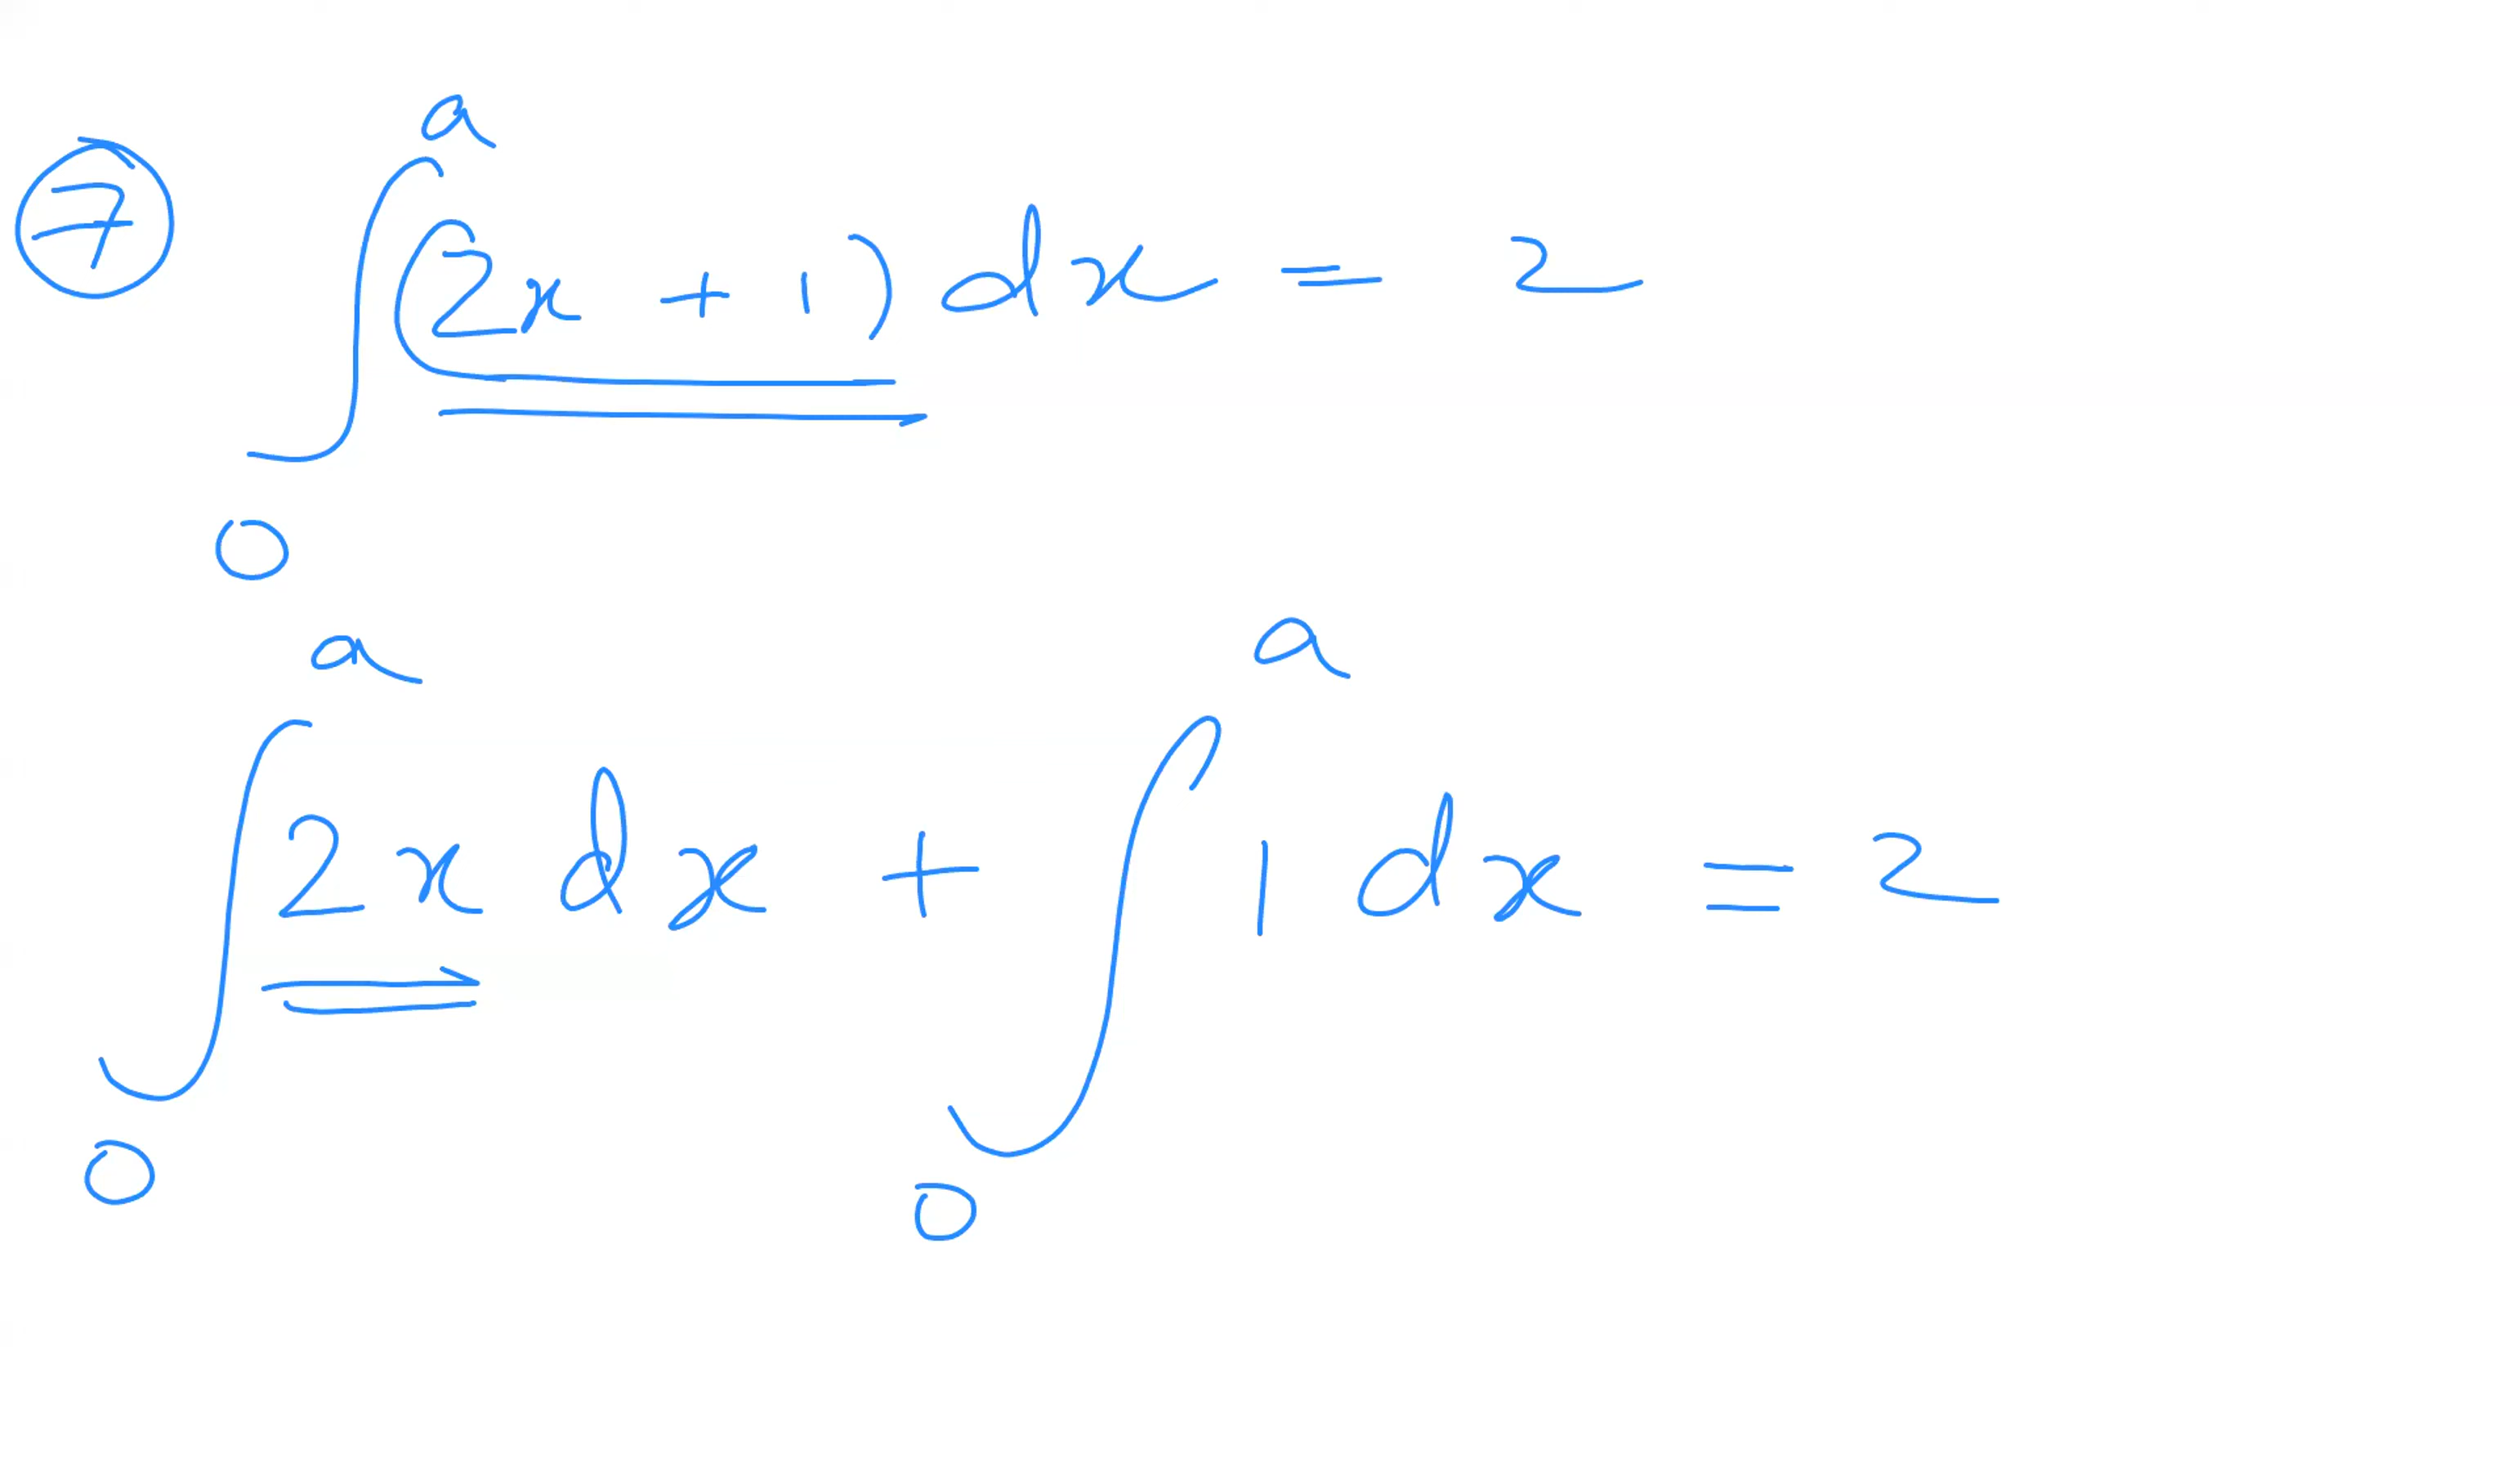 ⑦ ∫₀ᵃ (2x + 1) dx = 2
∫₀ᵃ 2x dx + ∫₀ᵃ 1 dx = 2